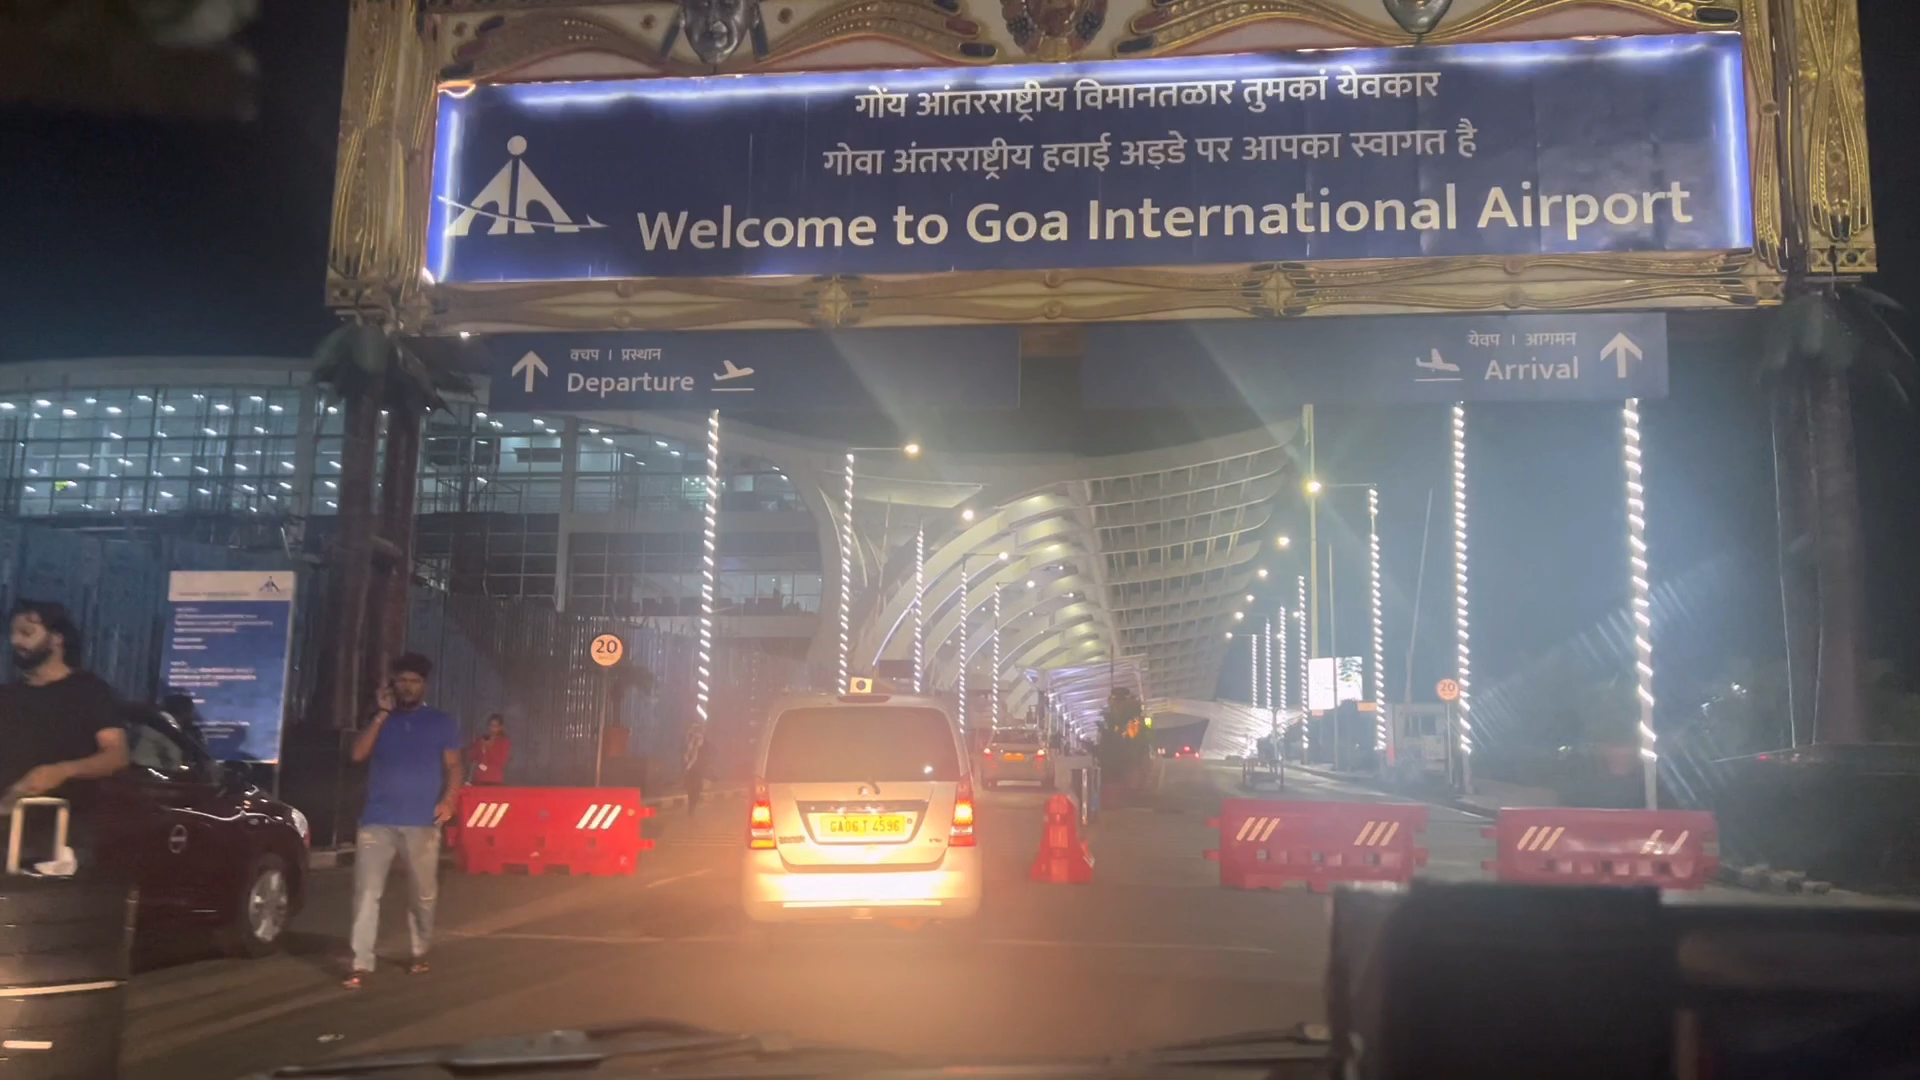 गोंय आंतरराष्ट्रीय विमानतळार तुमकां येवकार
गोवा अंतरराष्ट्रीय हवाई अड्डे पर आपका स्वागत है
Welcome to Goa International Airport
वचप । प्रस्थान
Departure
येवप । आगमन
Arrival
20
20
GA06 T 4596